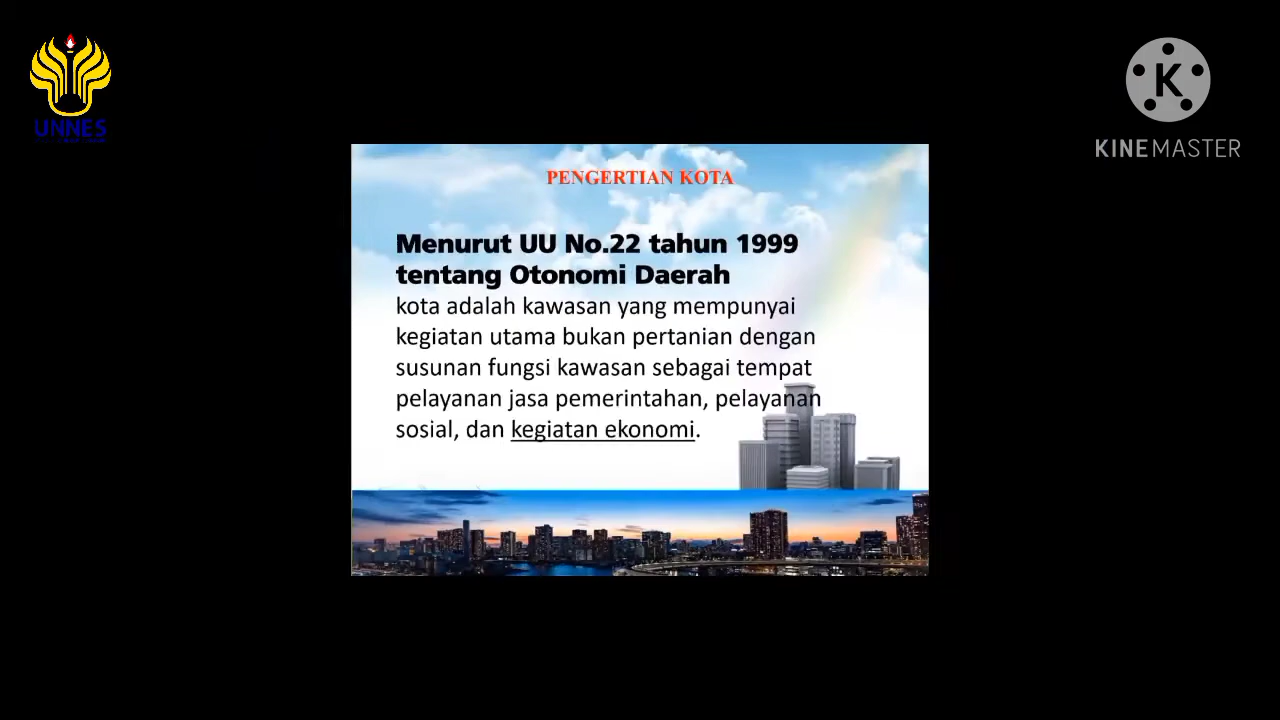 UNNES
KINEMASTER
PENGERTIAN KOTA
Menurut UU No.22 tahun 1999
tentang Otonomi Daerah
kota adalah kawasan yang mempunyai
kegiatan utama bukan pertanian dengan
susunan fungsi kawasan sebagai tempat
pelayanan jasa pemerintahan, pelayanan
sosial, dan kegiatan ekonomi.